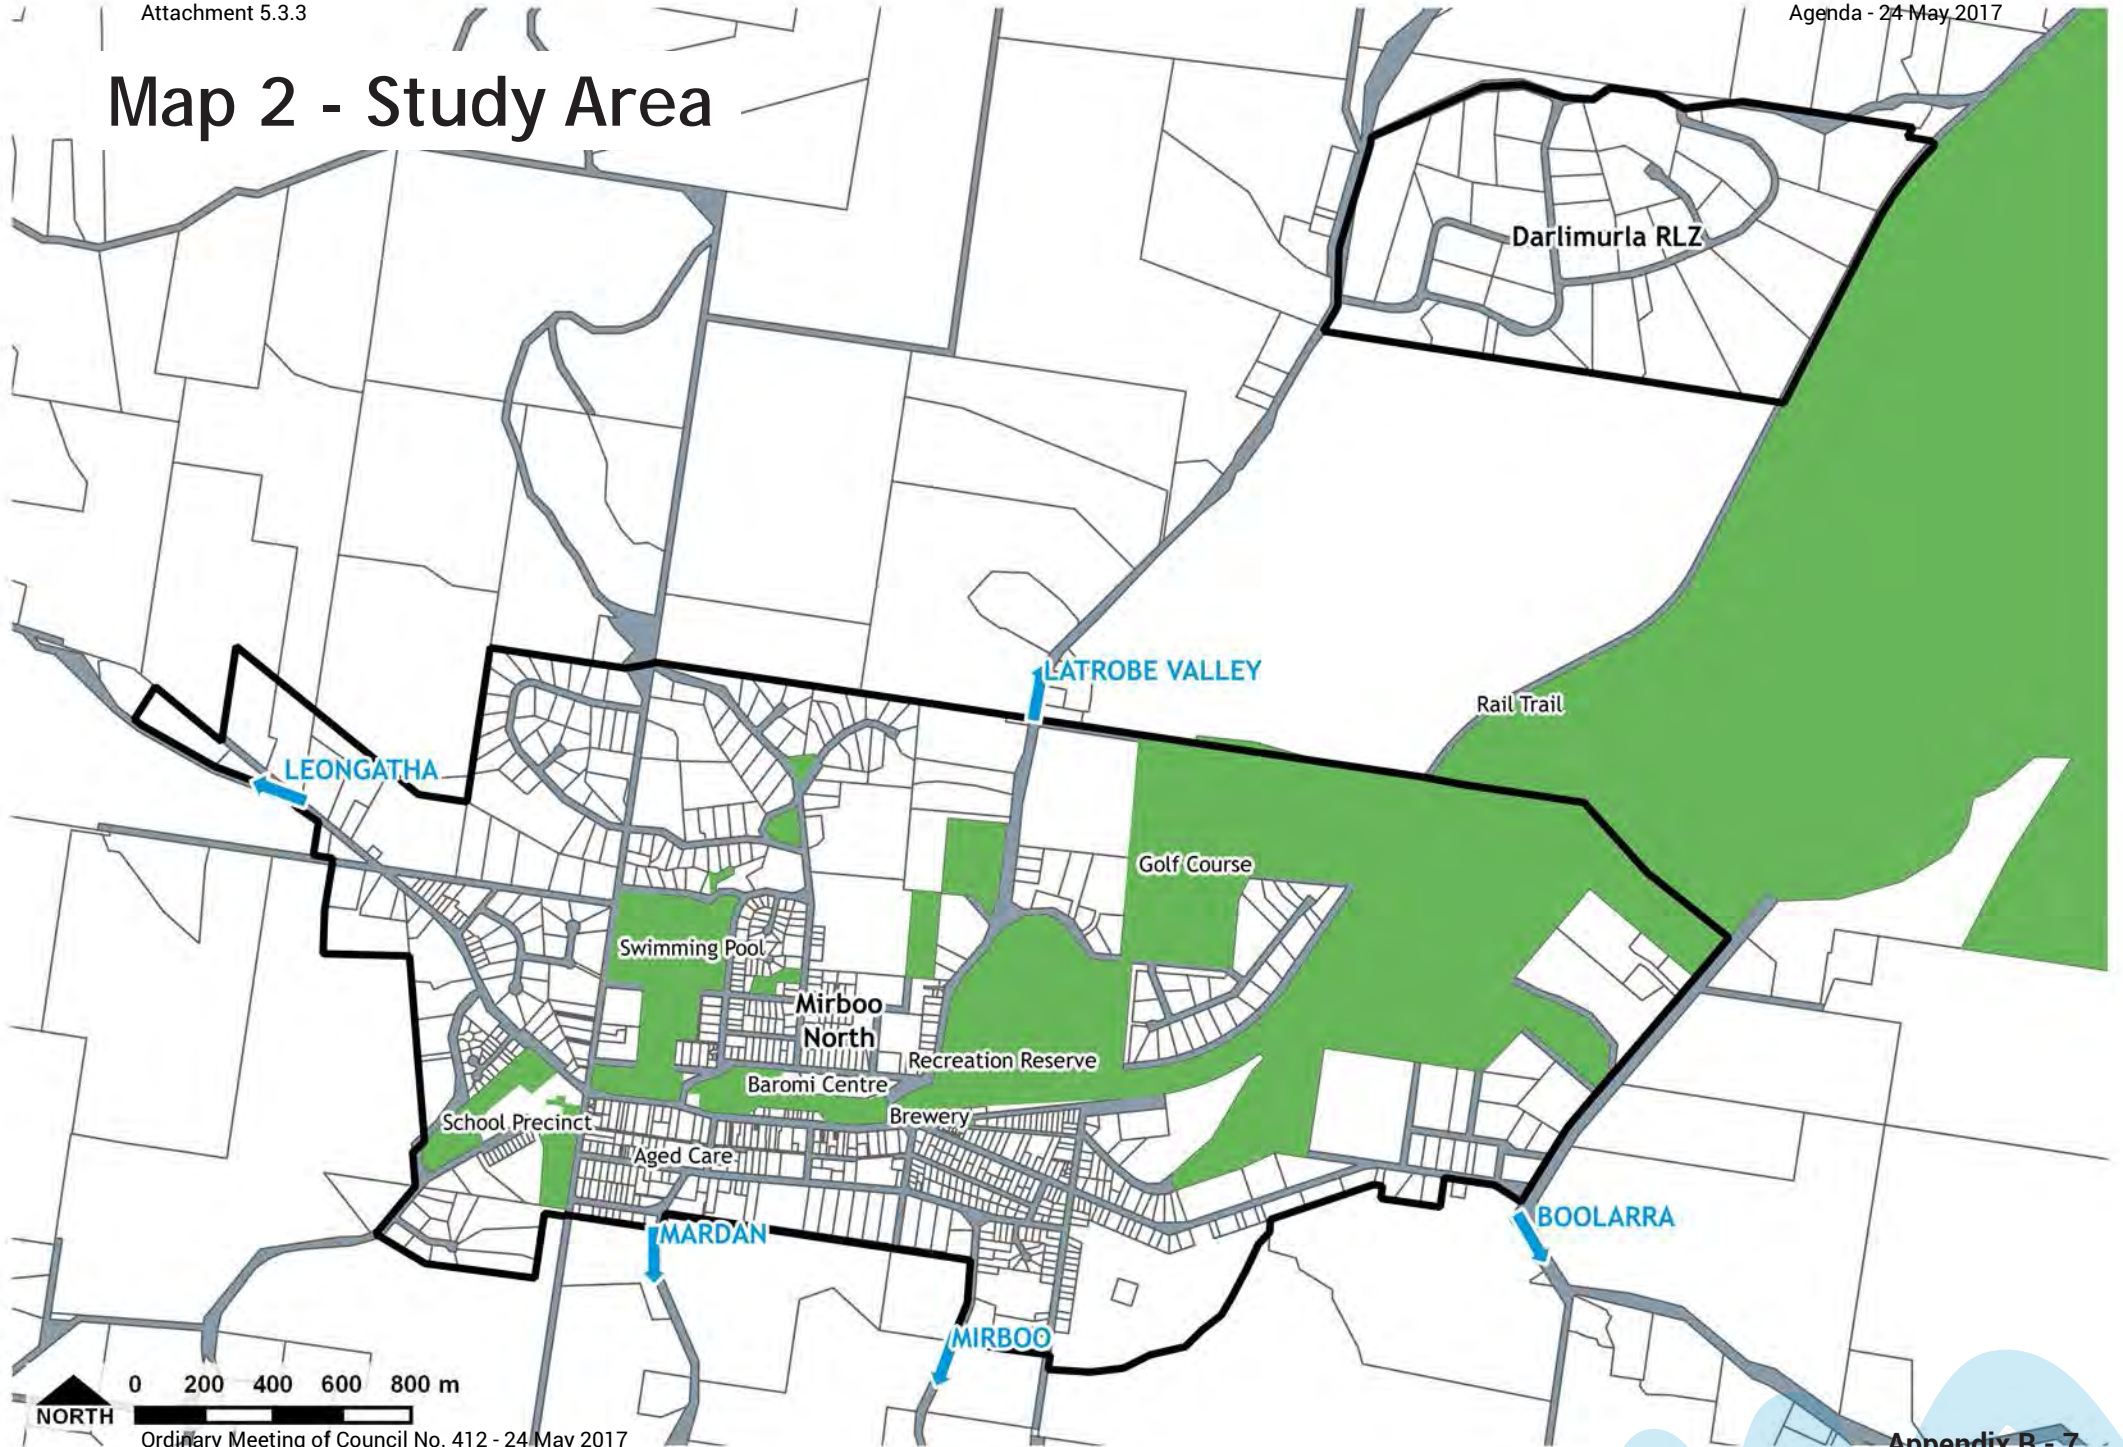 Attachment 5.3.3
Agenda - 24 May 2017
Map 2 - Study Area
Darlimurla RLZ
LATROBE VALLEY
Rail Trail
LEONGATHA
Golf Course
Swimming Pool
Mirboo
North
Recreation Reserve
Baromi Centre
Brewery
School Precinct
Aged Care
MARDAN
BOOLARRA
MIRBOO
0 200 400 600 800 m
NORTH
Ordinary Meeting of Council No. 412 - 24 May 2017
Appendix B - 7